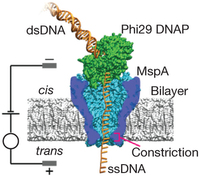 dsDNA
Phi29 DNAP
MspA
−
cis
Bilayer
trans
Constriction
+
ssDNA